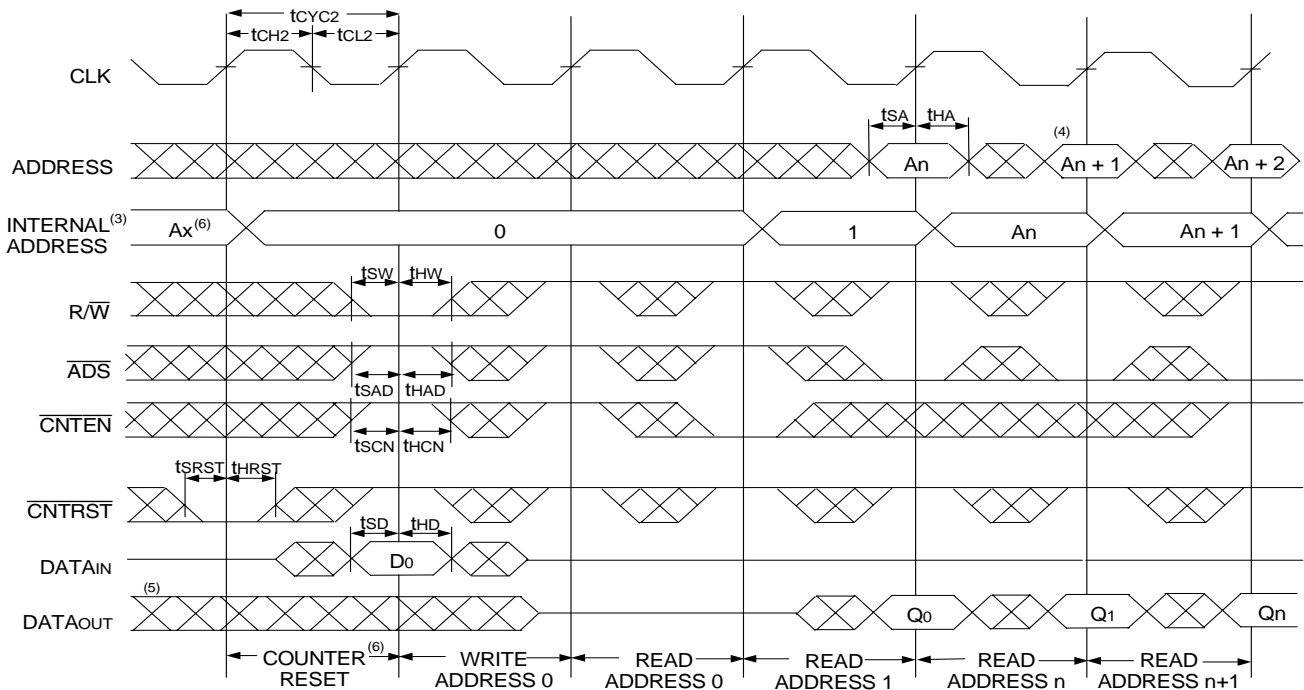 tCYC2
tCH2 tCL2
CLK
tSA tHA
(4)
ADDRESS An An + 1 An + 2
INTERNAL(3) ADDRESS Ax(6) 0 1 An An + 1
tSW tHW
R/W̅
A̅D̅S̅
tSAD tHAD
C̅N̅T̅E̅N̅
tSCN tHCN
tSRST tHRST
C̅N̅T̅R̅S̅T̅
tSD tHD
DATAIN D0
(5)
DATAOUT Q0 Q1 Qn
COUNTER(6) WRITE READ READ READ READ
RESET ADDRESS 0 ADDRESS 0 ADDRESS 1 ADDRESS n ADDRESS n+1